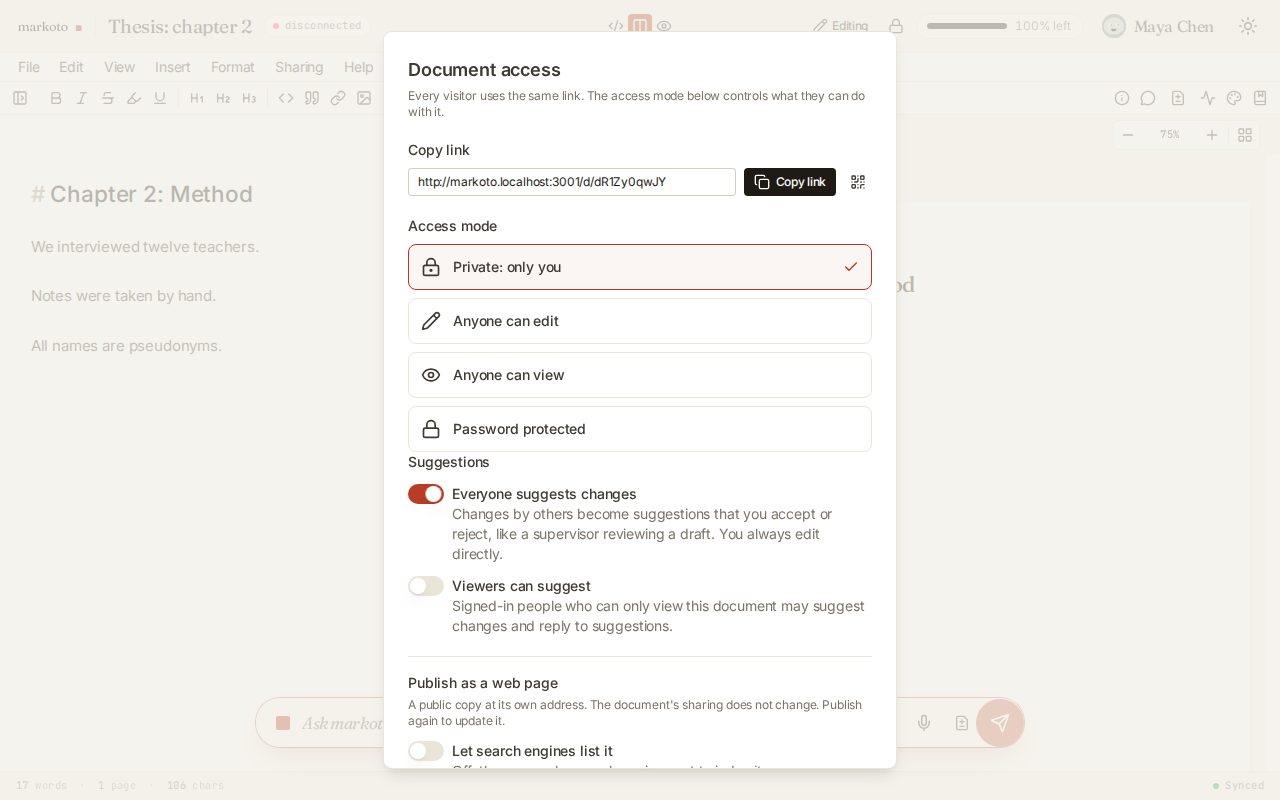 markoto
Thesis: chapter 2
disconnected
Editing
100% left
Maya Chen
File Edit View Insert Format Sharing Help
H1 H2 H3
75%
# Chapter 2: Method
We interviewed twelve teachers.
Notes were taken by hand.
All names are pseudonyms.
od
Document access
Every visitor uses the same link. The access mode below controls what they can do
with it.
Copy link
http://markoto.localhost:3001/d/dR1Zy0qwJY
Copy link
Access mode
Private: only you
Anyone can edit
Anyone can view
Password protected
Suggestions
Everyone suggests changes
Changes by others become suggestions that you accept or
reject, like a supervisor reviewing a draft. You always edit
directly.
Viewers can suggest
Signed-in people who can only view this document may suggest
changes and reply to suggestions.
Publish as a web page
A public copy at its own address. The document's sharing does not change. Publish
again to update it.
Let search engines list it
Ask markot
17 words · 1 page · 106 chars
Synced